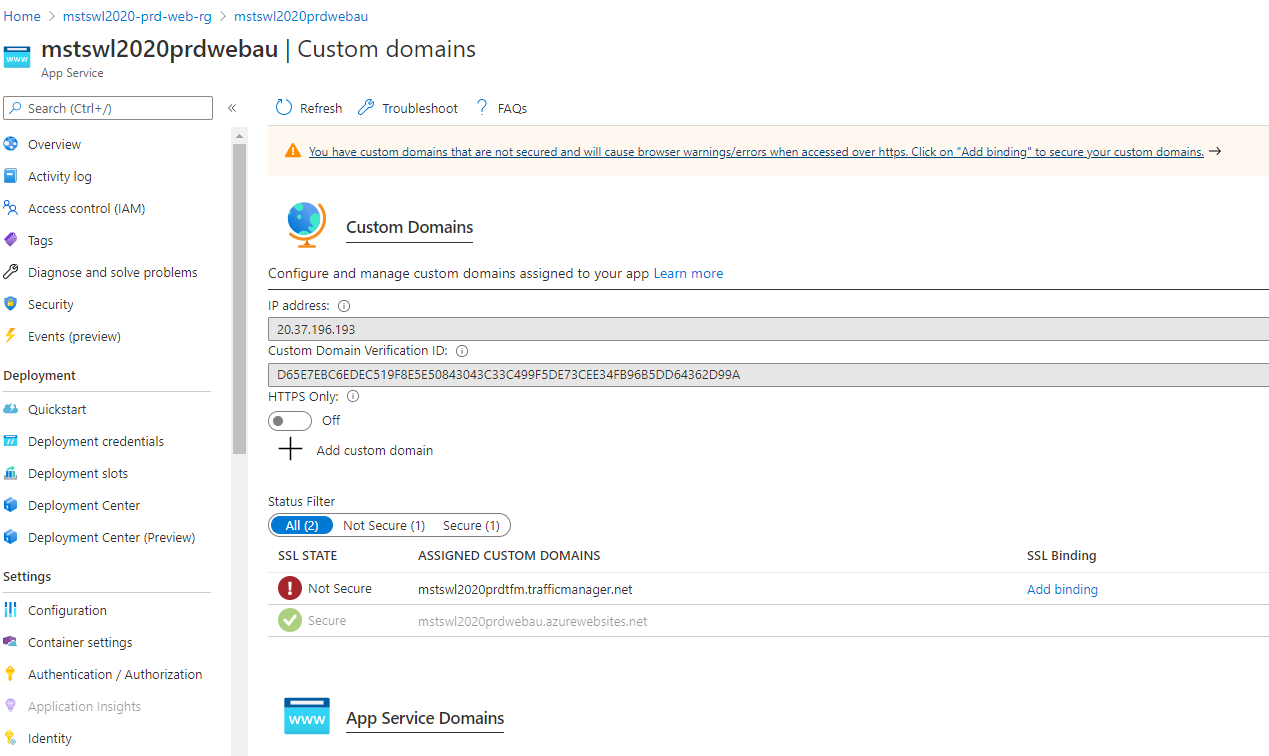 Home > mstswl2020-prd-web-rg > mstswl2020prdwebau
mstswl2020prdwebau | Custom domains
App Service
Search (Ctrl+/)
«
Overview
Activity log
Access control (IAM)
Tags
Diagnose and solve problems
Security
Events (preview)
Deployment
Quickstart
Deployment credentials
Deployment slots
Deployment Center
Deployment Center (Preview)
Settings
Configuration
Container settings
Authentication / Authorization
Application Insights
Identity
Refresh Troubleshoot ? FAQs
You have custom domains that are not secured and will cause browser warnings/errors when accessed over https. Click on "Add binding" to secure your custom domains. →
Custom Domains
Configure and manage custom domains assigned to your app Learn more
IP address:
20.37.196.193
Custom Domain Verification ID:
D65E7EBC6EDEC519F8E5E50843043C33C499F5DE73CEE34FB96B5DD64362D99A
HTTPS Only:
Off
Add custom domain
Status Filter
All (2) Not Secure (1) Secure (1)
SSL STATE ASSIGNED CUSTOM DOMAINS SSL Binding
Not Secure mstswl2020prdtfm.trafficmanager.net Add binding
Secure mstswl2020prdwebau.azurewebsites.net
www App Service Domains